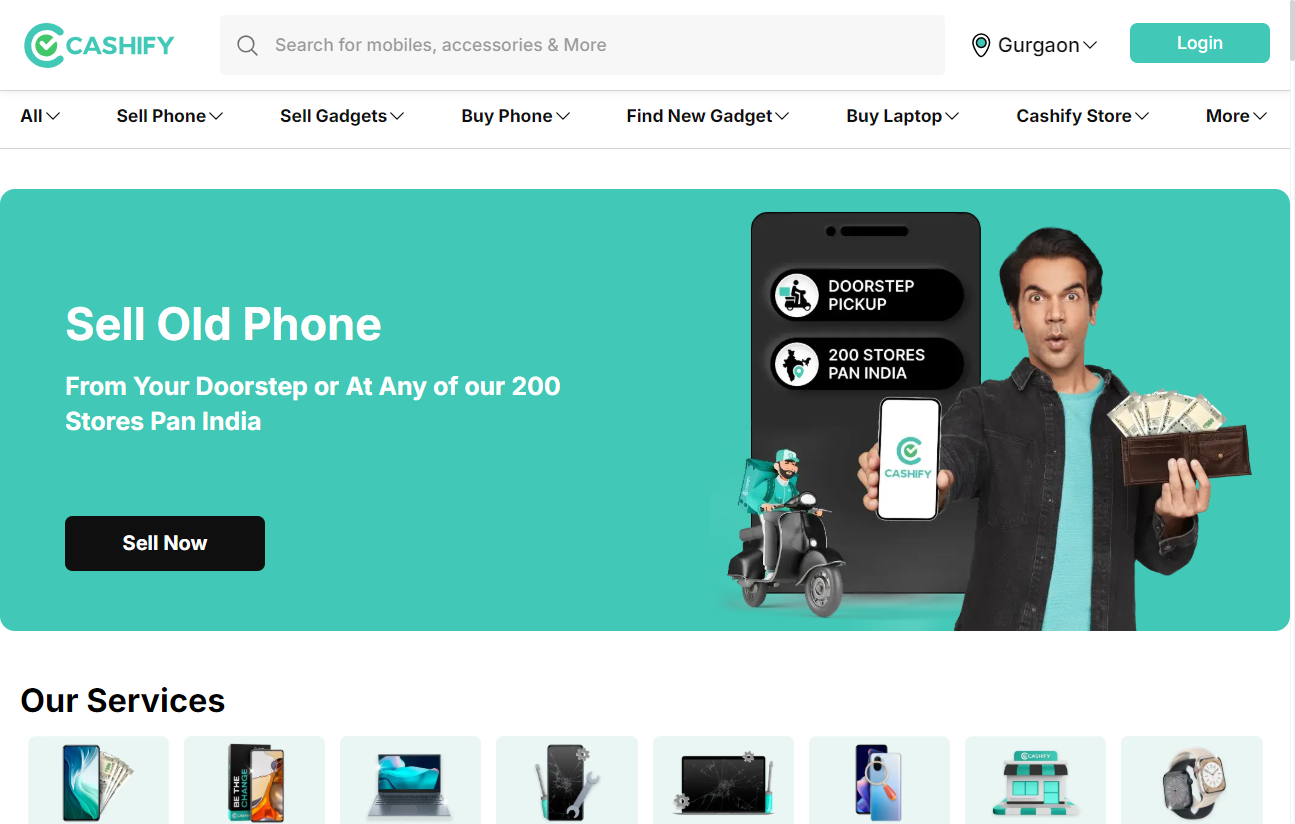 CASHIFY
Search for mobiles, accessories & More
Gurgaon
Login
All
Sell Phone
Sell Gadgets
Buy Phone
Find New Gadget
Buy Laptop
Cashify Store
More
Sell Old Phone
From Your Doorstep or At Any of our 200
Stores Pan India
Sell Now
DOORSTEP
PICKUP
200 STORES
PAN INDIA
CASHIFY
Our Services
BE THE
CHANGE
CASHIFY